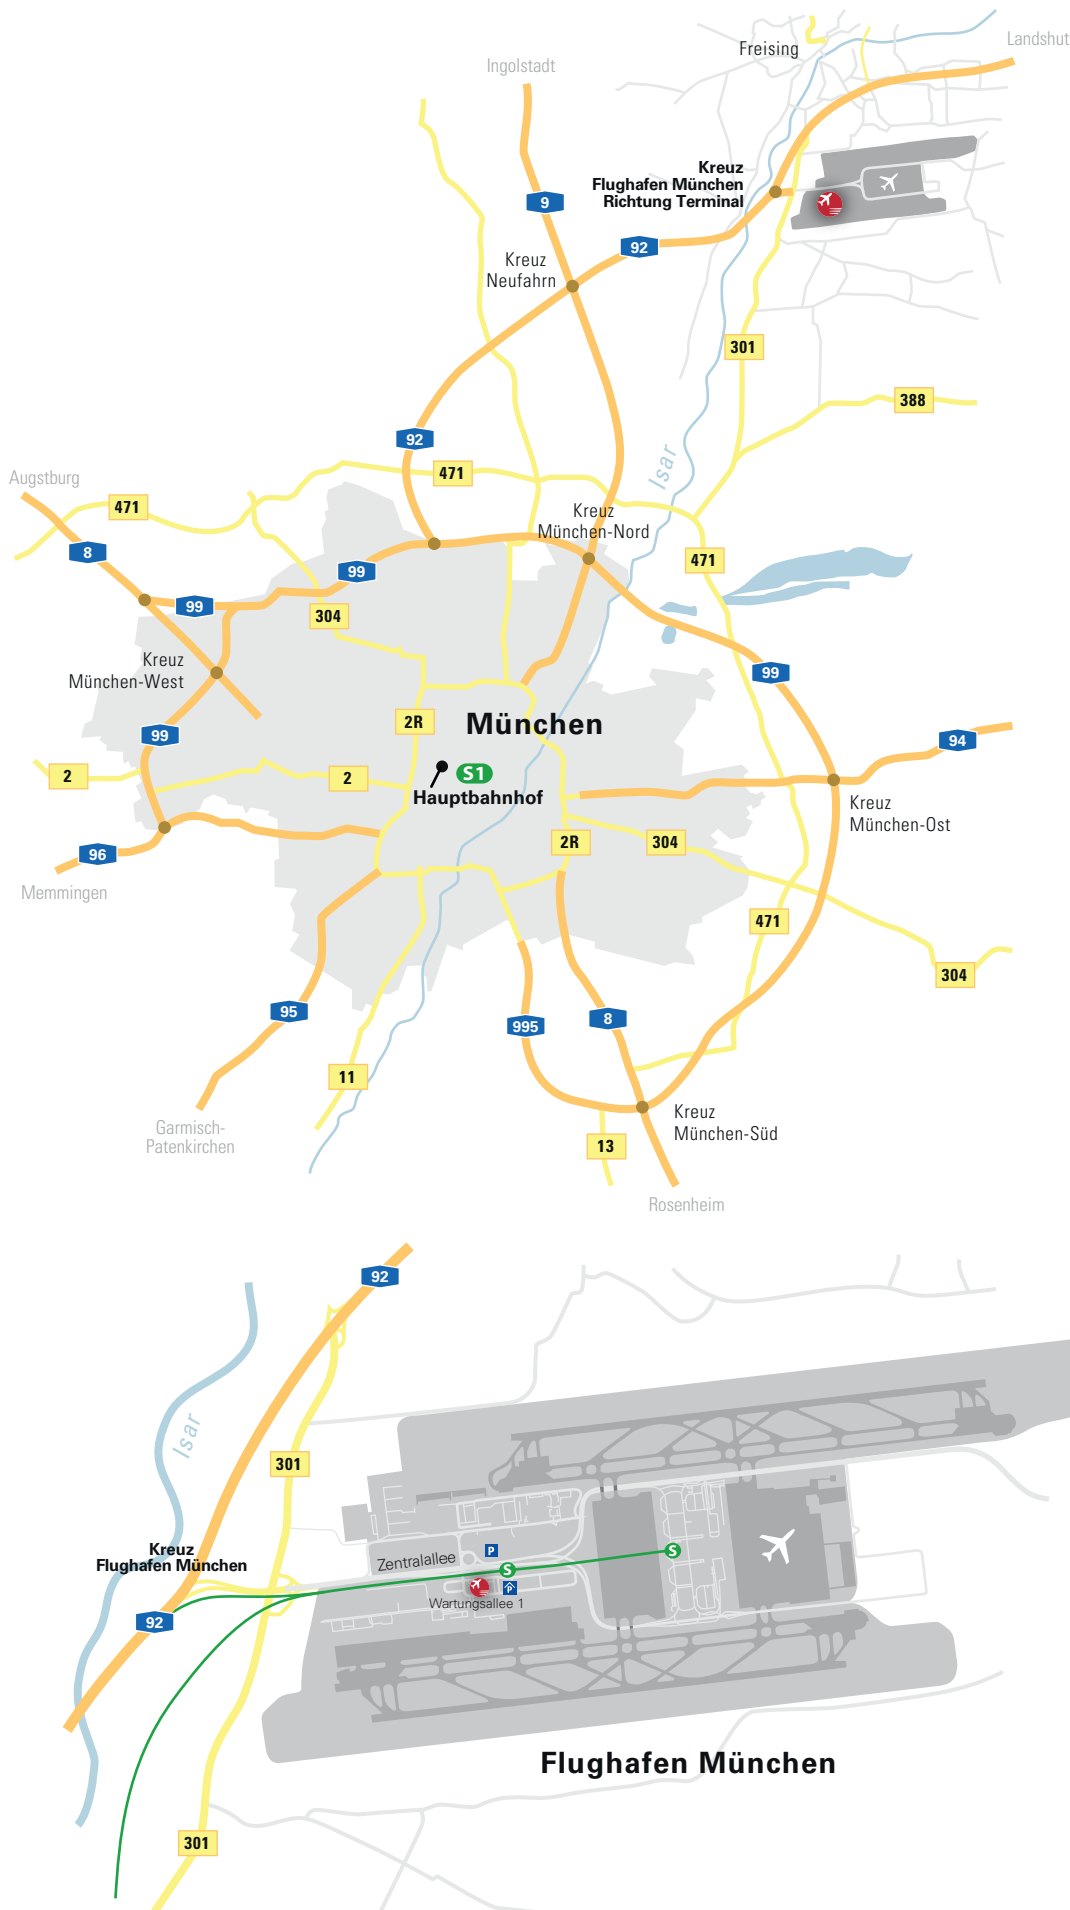 Landshut
Freising
Ingolstadt
Kreuz
Flughafen München
Richtung Terminal
9
92
Kreuz
Neufahrn
301
388
92
Isar
471
Augstburg
471
Kreuz
München-Nord
8
99
471
99
304
Kreuz
München-West
99
2R
München
99
94
2
2
S1
Hauptbahnhof
Kreuz
München-Ost
2R
304
96
Memmingen
471
304
95
995
8
11
Kreuz
München-Süd
Garmisch-
Patenkirchen
13
Rosenheim
92
Isar
301
Kreuz
Flughafen München
P
S
Zentralallee
S
P
Wartungsallee 1
92
Flughafen München
301